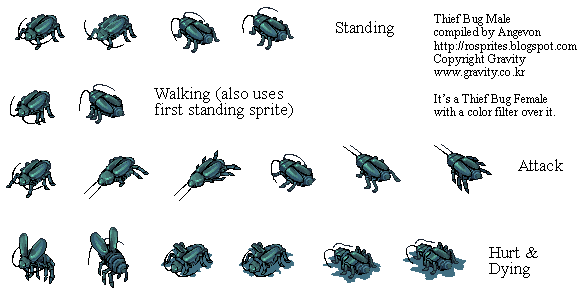 Standing
Thief Bug Male
compiled by Angevon
http://rosprites.blogspot.com
Copyright Gravity
www.gravity.co.kr
It's a Thief Bug Female
with a color filter over it.
Walking (also uses
first standing sprite)
Attack
Hurt &
Dying